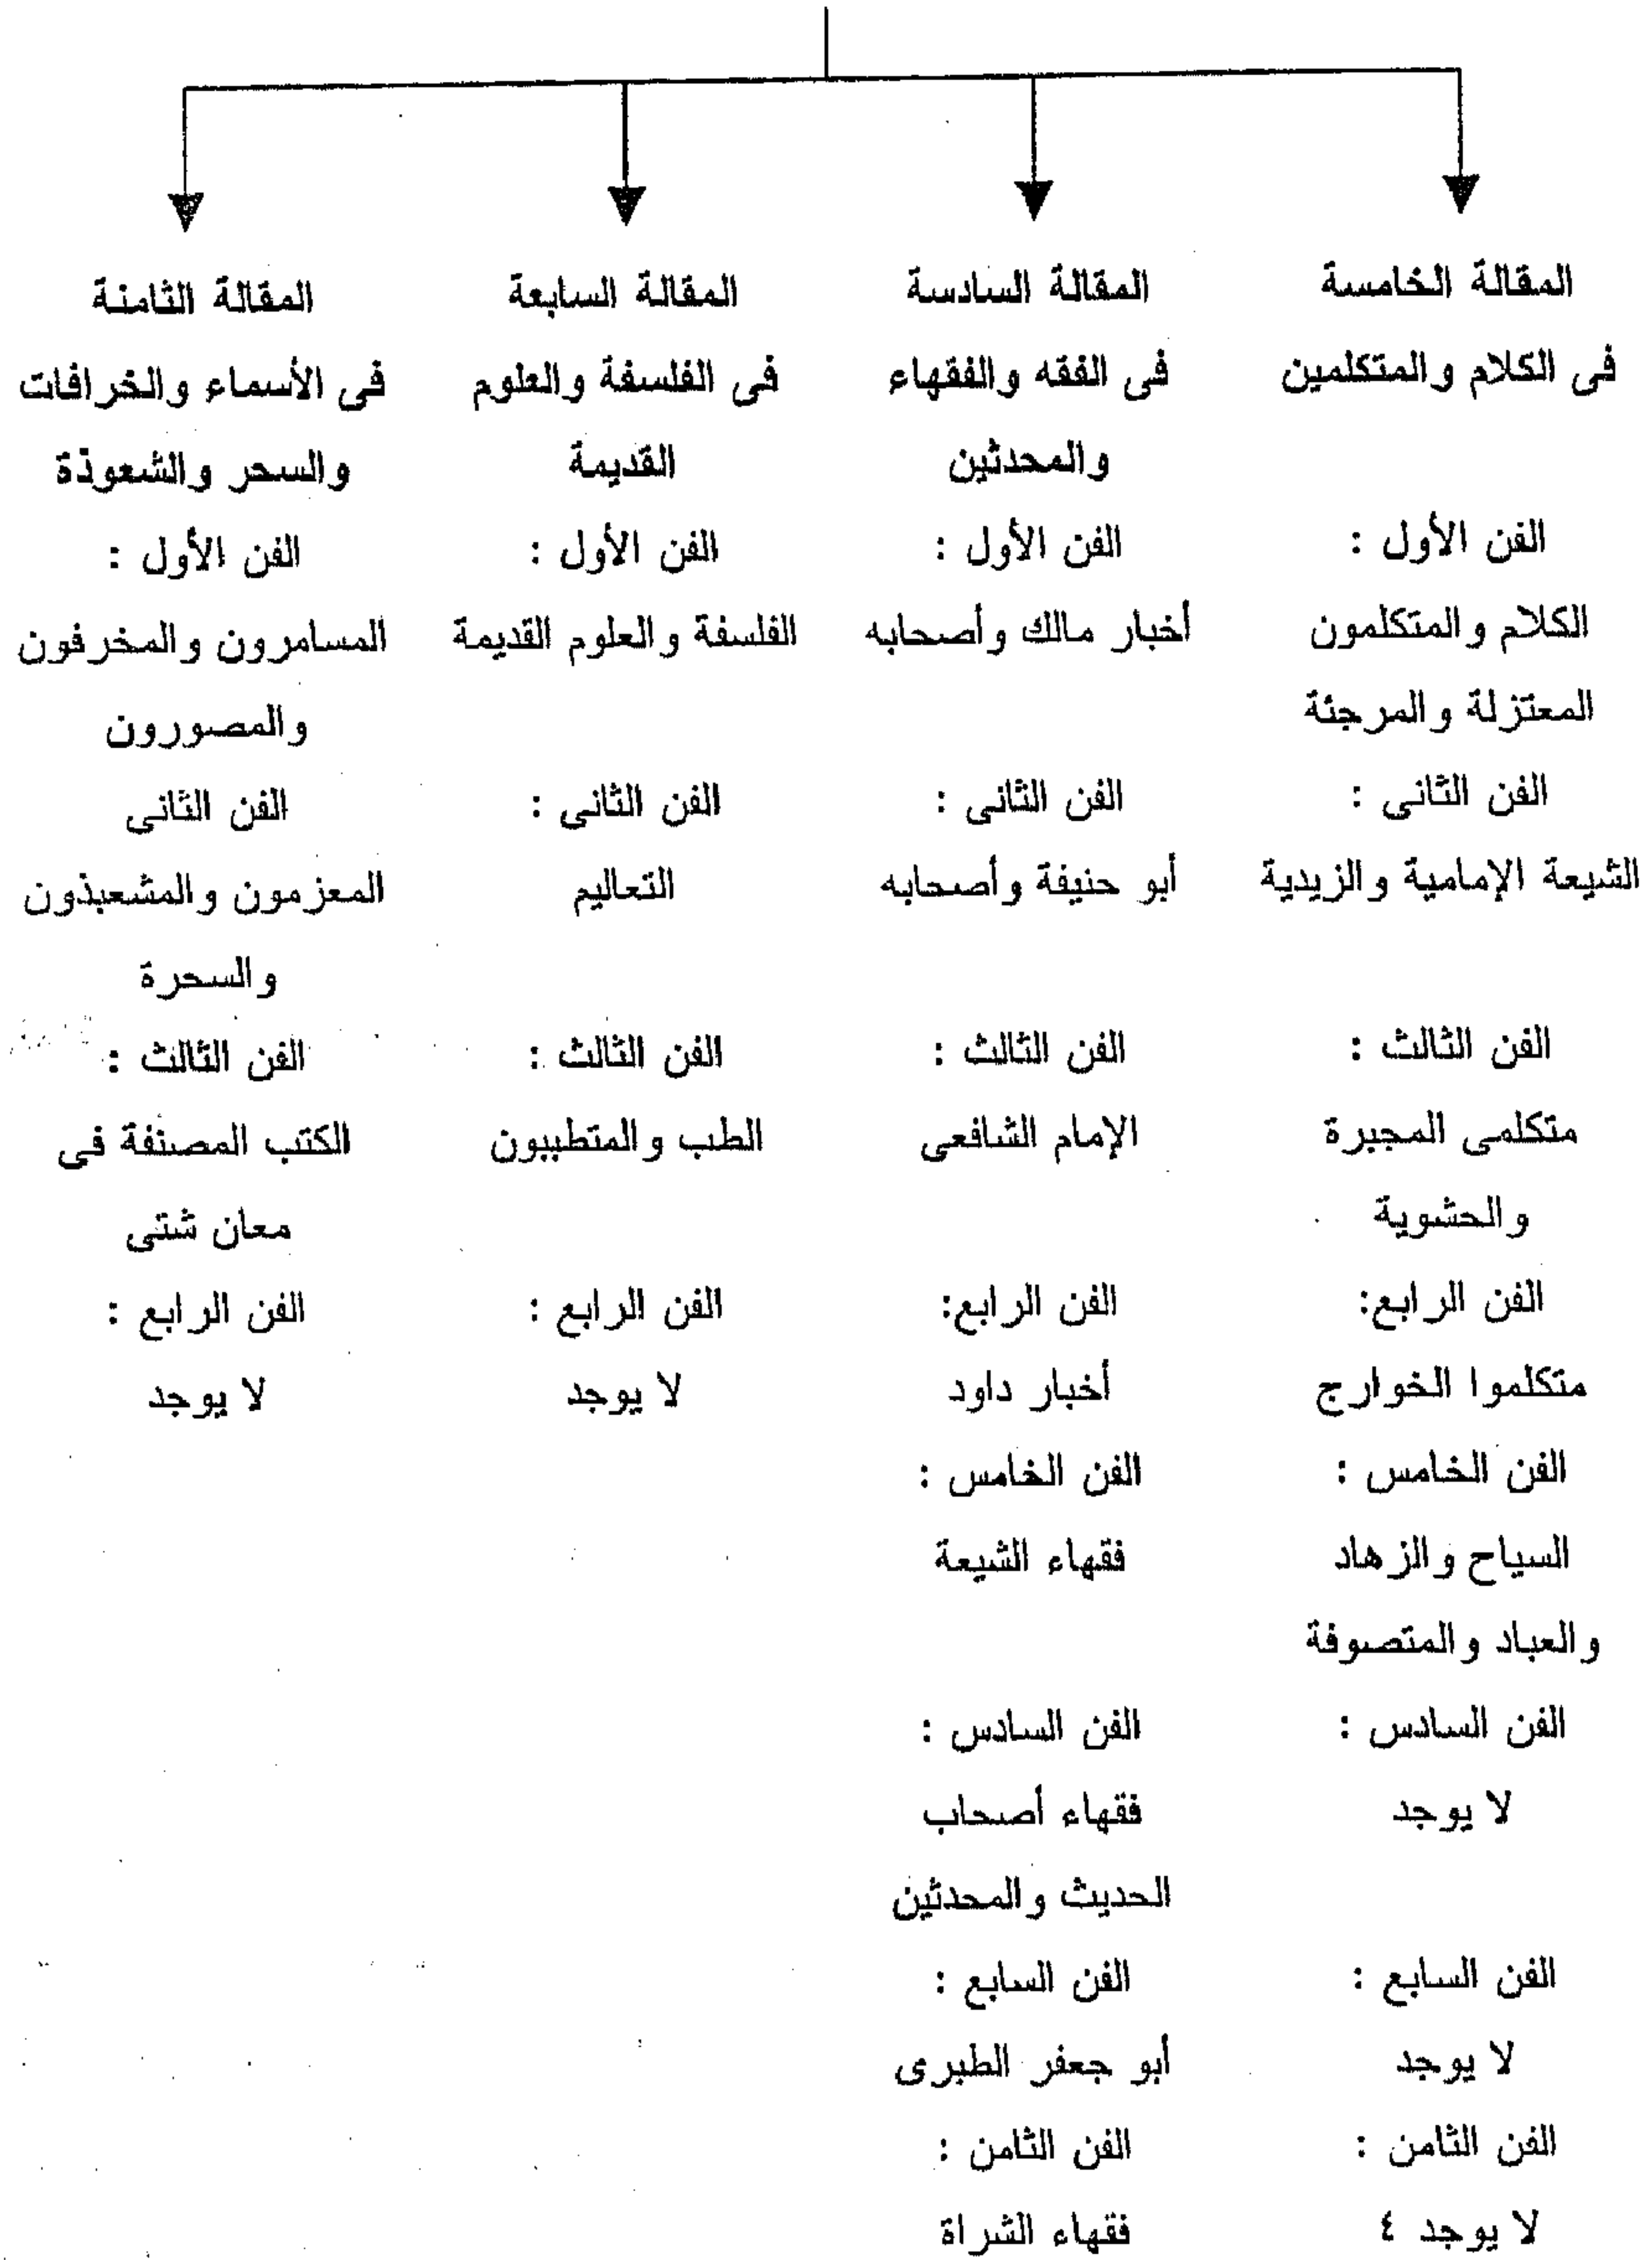 المقالة الخامسة
فى الكلام والمتكلمين
الفن الأول :
الكلام والمتكلمون
المعتزلة والمرجئة
الفن الثانى :
الشيعة الإمامية والزيدية
الفن الثالث :
متكلمى المجبرة
والحشوية
الفن الرابع:
متكلموا الخوارج
الفن الخامس :
السياح والزهاد
والعباد والمتصوفة
الفن السادس :
لا يوجد
الفن السابع :
لا يوجد
الفن الثامن :
لا يوجد ٤
المقالة السادسة
فى الفقه والفقهاء
والمحدثين
الفن الأول :
أخبار مالك وأصحابه
الفن الثانى :
أبو حنيفة وأصحابه
الفن الثالث :
الإمام الشافعى
الفن الرابع:
أخبار داود
الفن الخامس :
فقهاء الشيعة
الفن السادس :
فقهاء أصحاب
الحديث والمحدثين
الفن السابع :
أبو جعفر الطبرى
الفن الثامن :
فقهاء الشراة
المقالة السابعة
فى الفلسفة والعلوم
القديمة
الفن الأول :
الفلسفة والعلوم القديمة
الفن الثانى :
التعاليم
الفن الثالث :
الطب والمتطببون
الفن الرابع :
لا يوجد
المقالة الثامنة
فى الأسماء والخرافات
والسحر والشعوذة
الفن الأول :
المسامرون والمخرفون
والمصورون
الفن الثانى
المعزمون والمشعبذون
والسحرة
الفن الثالث :
الكتب المصنفة فى
معان شتى
الفن الرابع :
لا يوجد